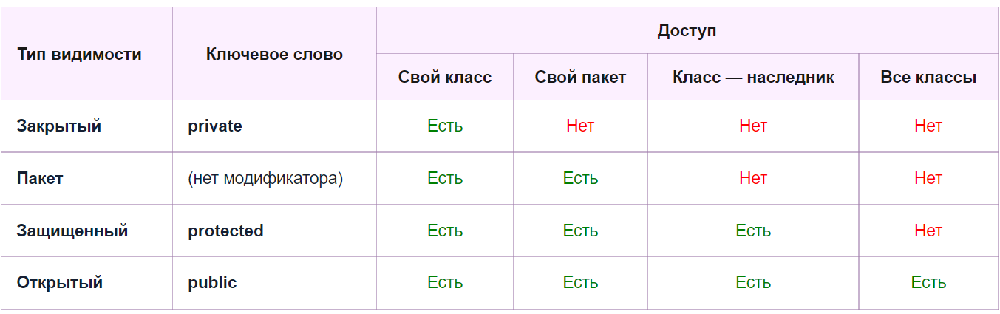 Тип видимости Ключевое слово Доступ
Свой класс Свой пакет Класс — наследник Все классы
Закрытый private Есть Нет Нет Нет
Пакет (нет модификатора) Есть Есть Нет Нет
Защищенный protected Есть Есть Есть Нет
Открытый public Есть Есть Есть Есть